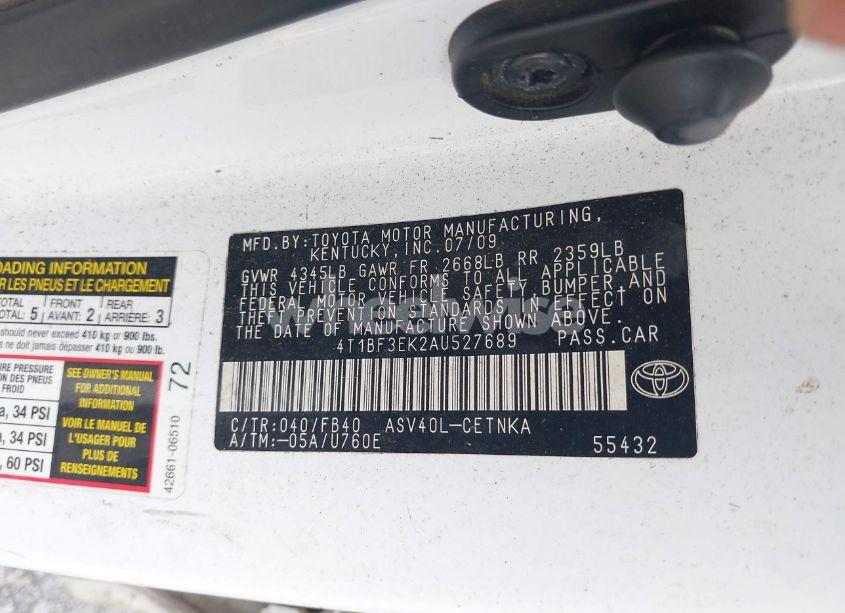 OADING INFORMATION
R LES PNEUS ET LE CHARGEMENT
TOTAL 5 FRONT AVANT: 2 REAR ARRIERE: 3
should never exceed 410 kg or 900 lbs.
ne doit jamais dépasser 410 kg ou 900 lb.
PRESSURE
ON DES PNEUS
FROID
a, 34 PSI
a, 34 PSI
, 60 PSI
SEE OWNER'S MANUAL
FOR ADDITIONAL
INFORMATION
VOIR LE MANUEL DE
L'USAGER POUR PLUS DE
RENSEIGNEMENTS
42661-06510 72
MFD.BY:TOYOTA MOTOR MANUFACTURING,
KENTUCKY, INC.07/09
GVWR 4345LB GAWR FR 2668LB RR 2359LB
THIS VEHICLE CONFORMS TO ALL APPLICABLE
FEDERAL MOTOR VEHICLE SAFETY,BUMPER,AND
THEFT PREVENTION STANDARDS IN EFFECT ON
THE DATE OF MANUFACTURE SHOWN ABOVE.
4T1BF3EK2AU527689 PASS.CAR
C/TR:040/FB40 ASV40L-CETNKA
A/TM:-05A/U760E 55432